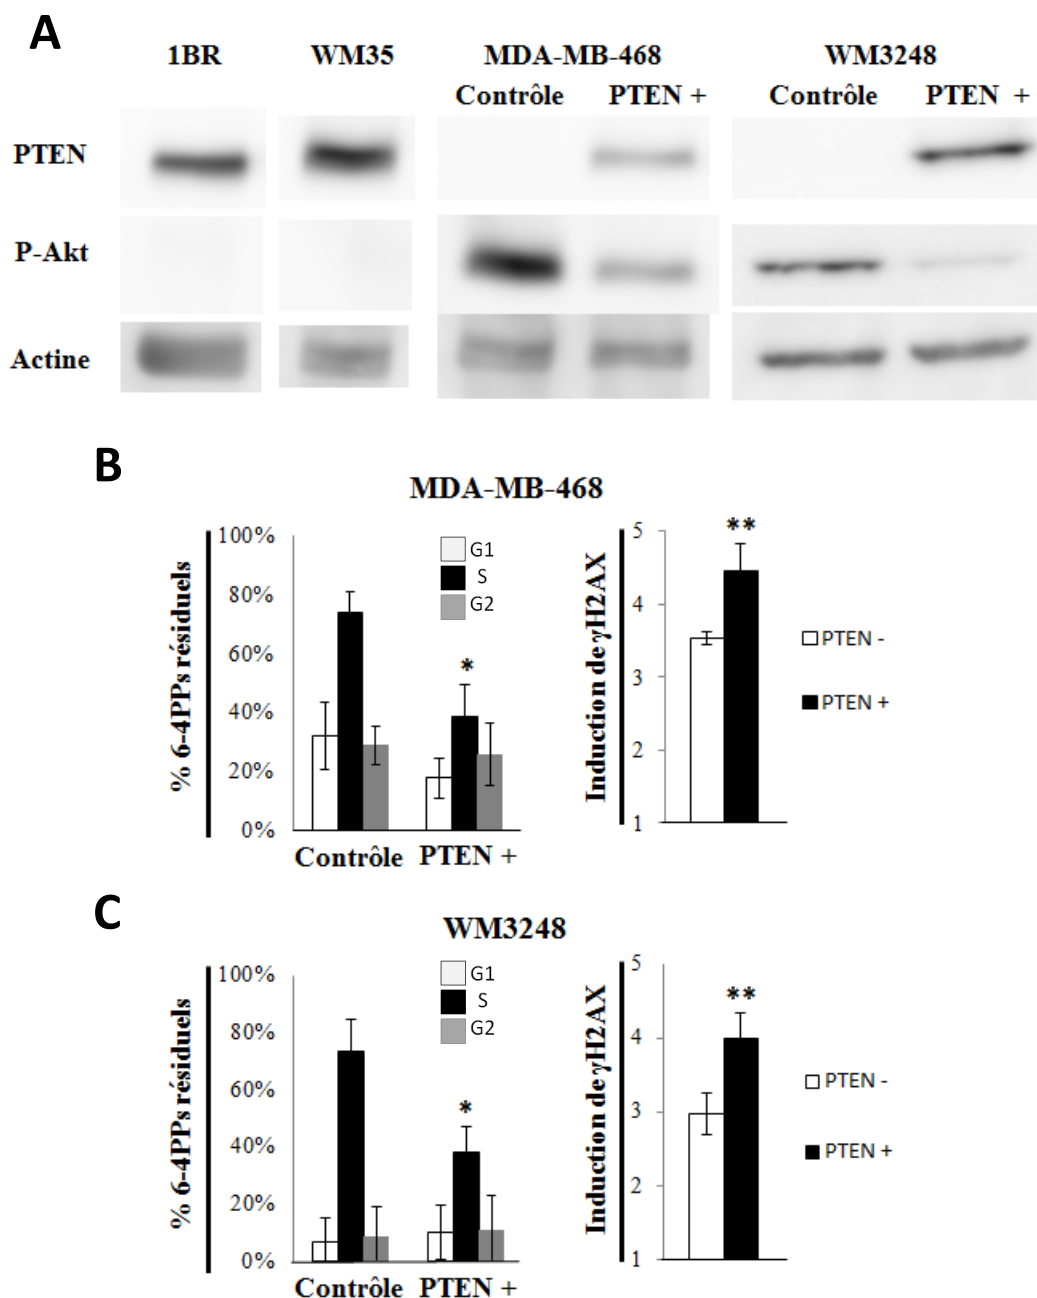 A
1BR WM35 MDA-MB-468 WM3248
Contrôle PTEN + Contrôle PTEN +
PTEN
P-Akt
Actine
B
MDA-MB-468
% 6-4PPs résiduels
100%
80%
60%
40%
20%
0%
G1
S
G2
*
Contrôle PTEN +
Induction de γH2AX
5
4
3
2
1
**
PTEN -
PTEN +
C
WM3248
% 6-4PPs résiduels
100%
80%
60%
40%
20%
0%
G1
S
G2
*
Contrôle PTEN +
Induction de γH2AX
5
4
3
2
1
**
PTEN -
PTEN +